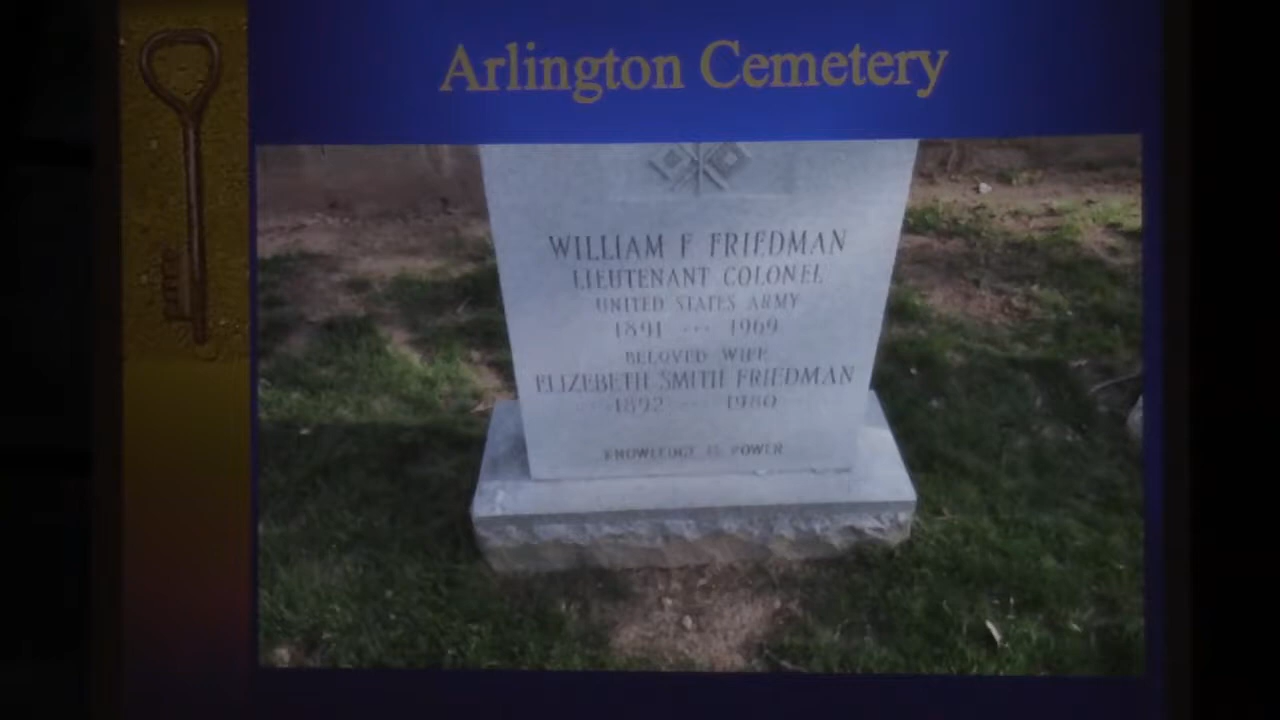 Arlington Cemetery
WILLIAM F FRIEDMAN
LIEUTENANT COLONEL
UNITED STATES ARMY
1891 --- 1969
BELOVED WIFE
ELIZEBETH SMITH FRIEDMAN
1892 --- 1980
KNOWLEDGE IS POWER